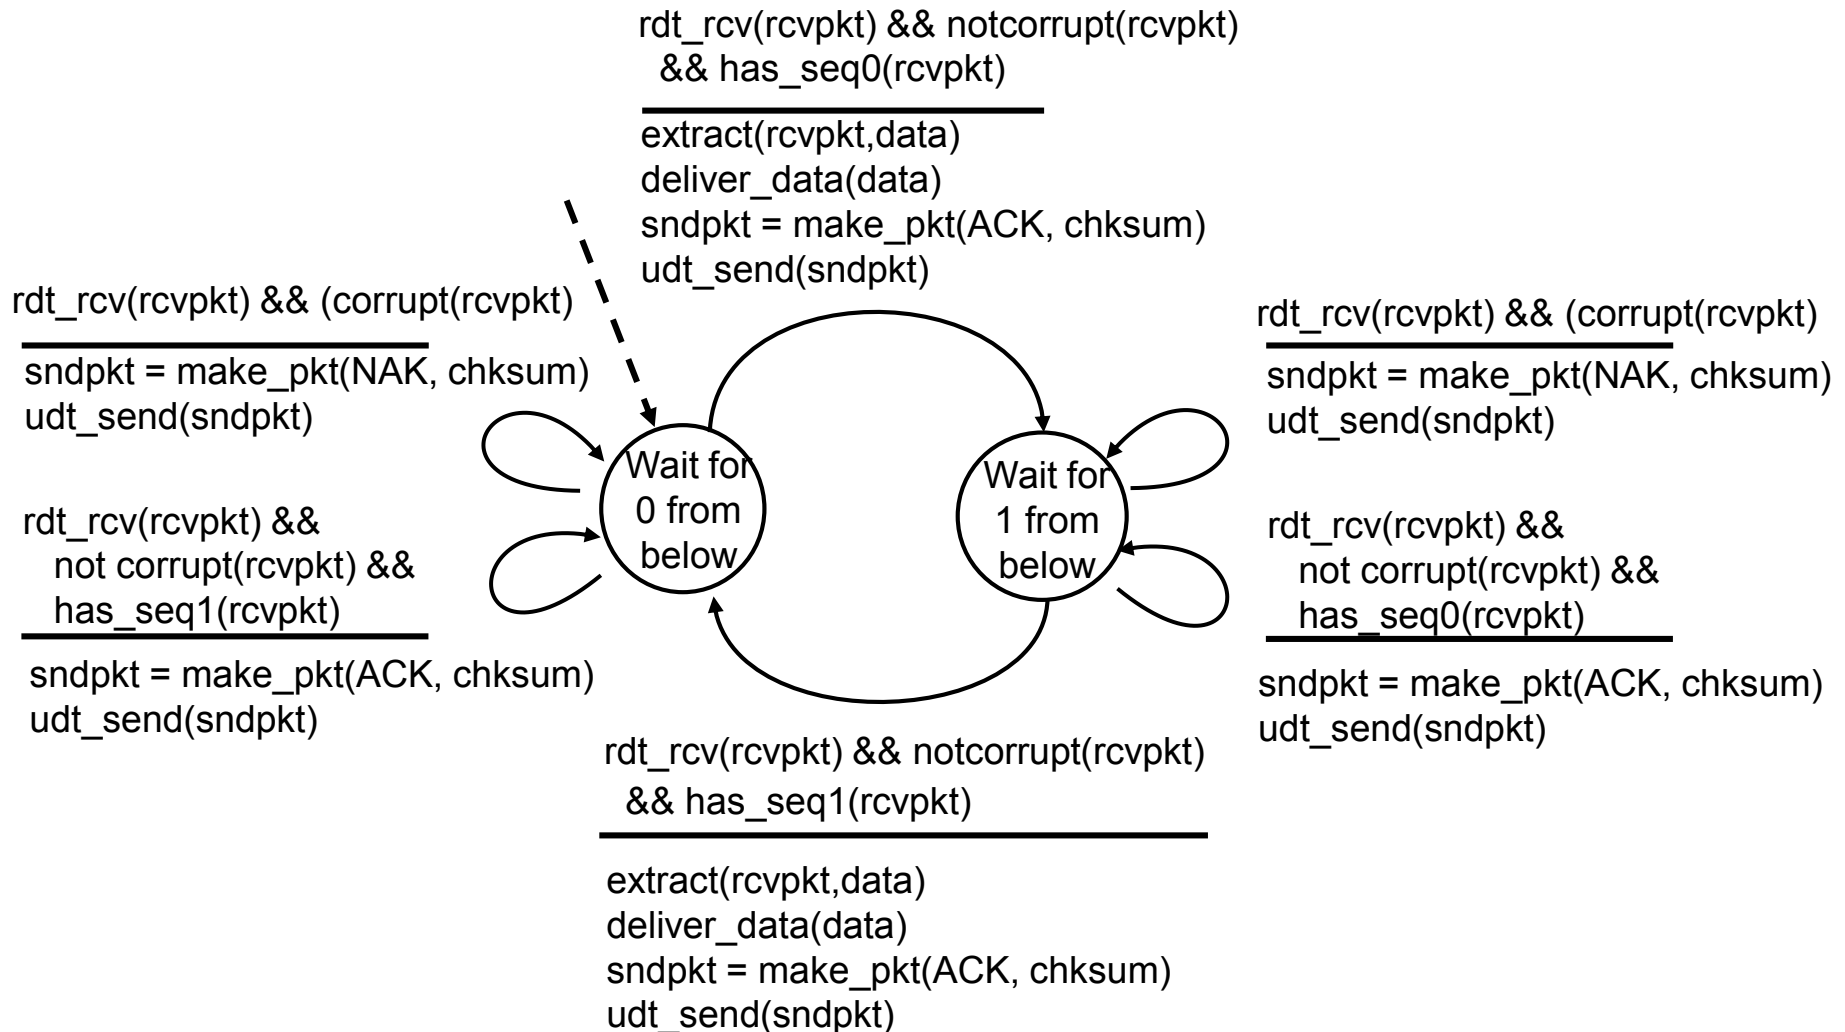 rdt_rcv(rcvpkt) && notcorrupt(rcvpkt)
&& has_seq0(rcvpkt)
extract(rcvpkt,data)
deliver_data(data)
sndpkt = make_pkt(ACK, chksum)
udt_send(sndpkt)
rdt_rcv(rcvpkt) && (corrupt(rcvpkt)
sndpkt = make_pkt(NAK, chksum)
udt_send(sndpkt)
rdt_rcv(rcvpkt) &&
not corrupt(rcvpkt) &&
has_seq1(rcvpkt)
sndpkt = make_pkt(ACK, chksum)
udt_send(sndpkt)
Wait for
0 from
below
Wait for
1 from
below
rdt_rcv(rcvpkt) && (corrupt(rcvpkt)
sndpkt = make_pkt(NAK, chksum)
udt_send(sndpkt)
rdt_rcv(rcvpkt) &&
not corrupt(rcvpkt) &&
has_seq0(rcvpkt)
sndpkt = make_pkt(ACK, chksum)
udt_send(sndpkt)
rdt_rcv(rcvpkt) && notcorrupt(rcvpkt)
&& has_seq1(rcvpkt)
extract(rcvpkt,data)
deliver_data(data)
sndpkt = make_pkt(ACK, chksum)
udt_send(sndpkt)